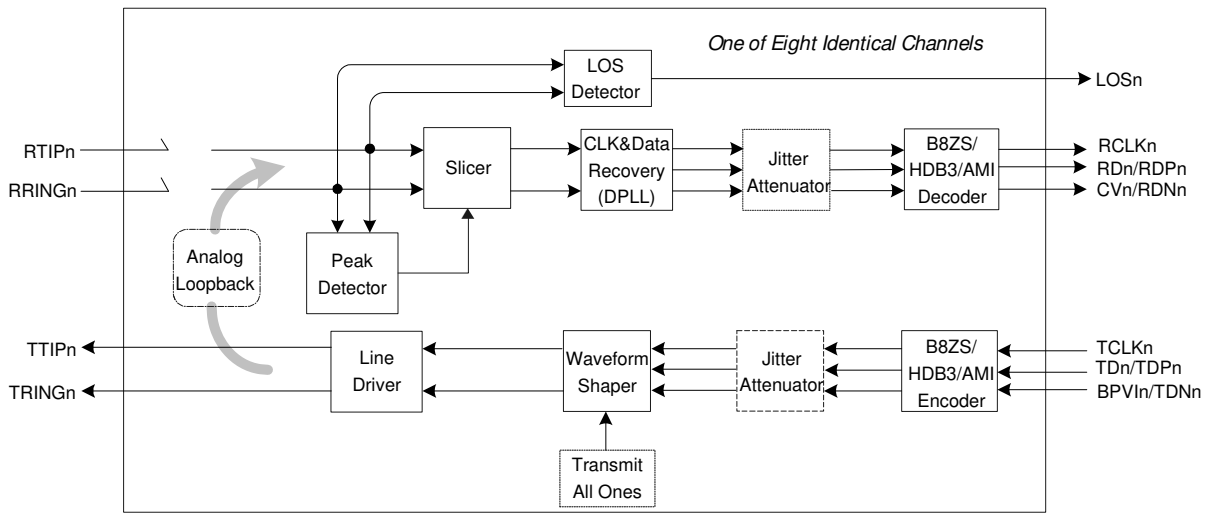 One of Eight Identical Channels
LOS
Detector
LOSn
RTIPn
RRINGn
Slicer
CLK&Data
Recovery
(DPLL)
Jitter
Attenuator
B8ZS/
HDB3/AMI
Decoder
RCLKn
RDn/RDPn
CVn/RDNn
Peak
Detector
Analog
Loopback
TTIPn
TRINGn
Line
Driver
Waveform
Shaper
Jitter
Attenuator
B8ZS/
HDB3/AMI
Encoder
TCLKn
TDn/TDPn
BPVIn/TDNn
Transmit
All Ones